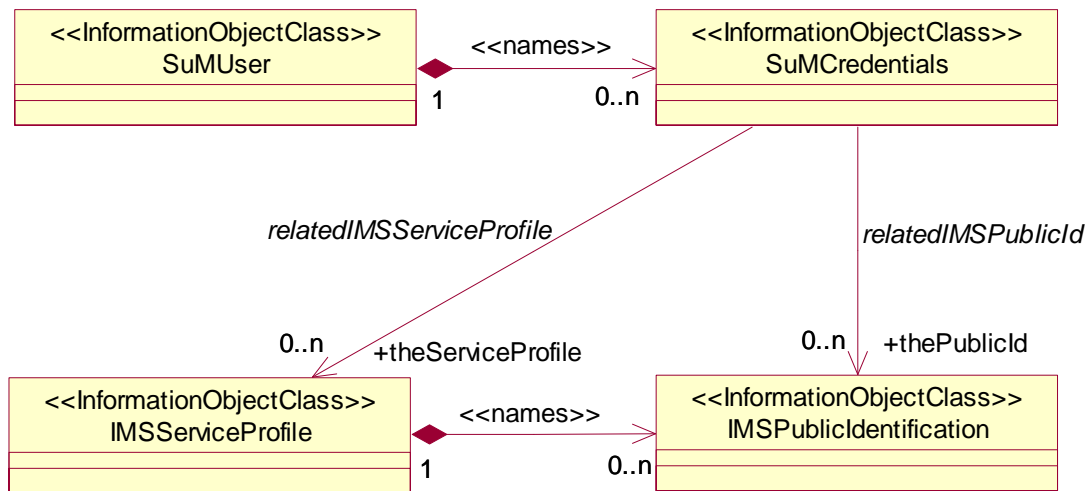 <<InformationObjectClass>>
SuMUser
<<names>>
1
0..n
<<InformationObjectClass>>
SuMCredentials
relatedIMSServiceProfile
relatedIMSPublicId
0..n
+theServiceProfile
0..n
+thePublicId
<<InformationObjectClass>>
IMSServiceProfile
<<names>>
1
0..n
<<InformationObjectClass>>
IMSPublicIdentification